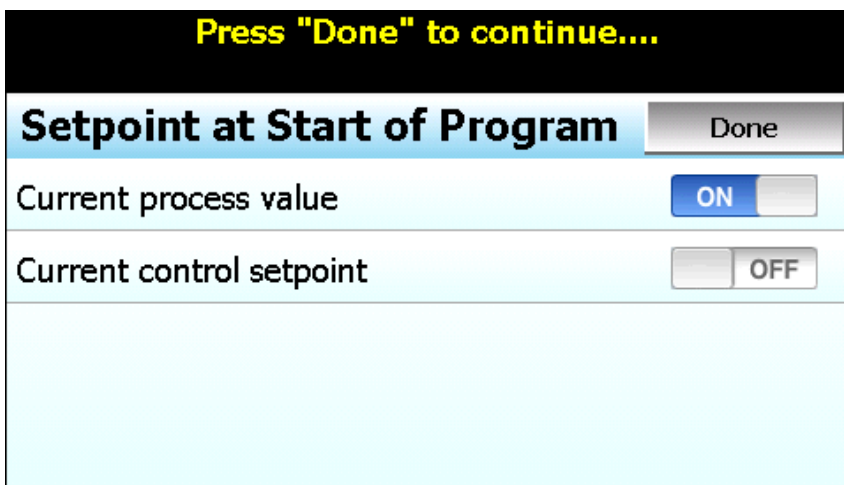 Press "Done" to continue....
Setpoint at Start of Program Done
Current process value ON
Current control setpoint OFF